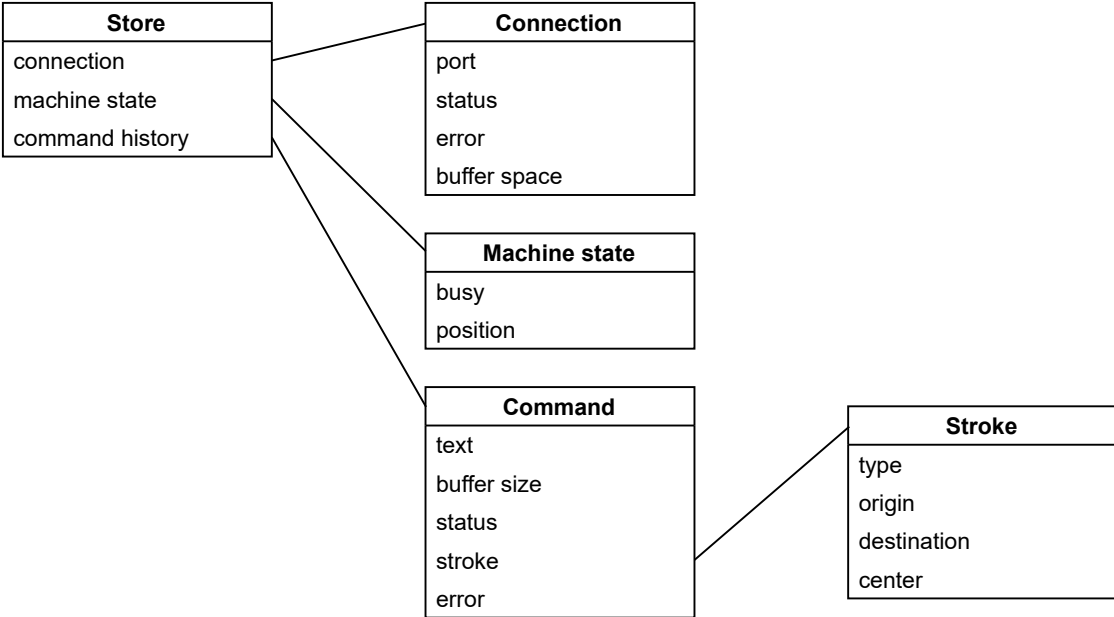 Store
connection
machine state
command history
Connection
port
status
error
buffer space
Machine state
busy
position
Command
text
buffer size
status
stroke
error
Stroke
type
origin
destination
center